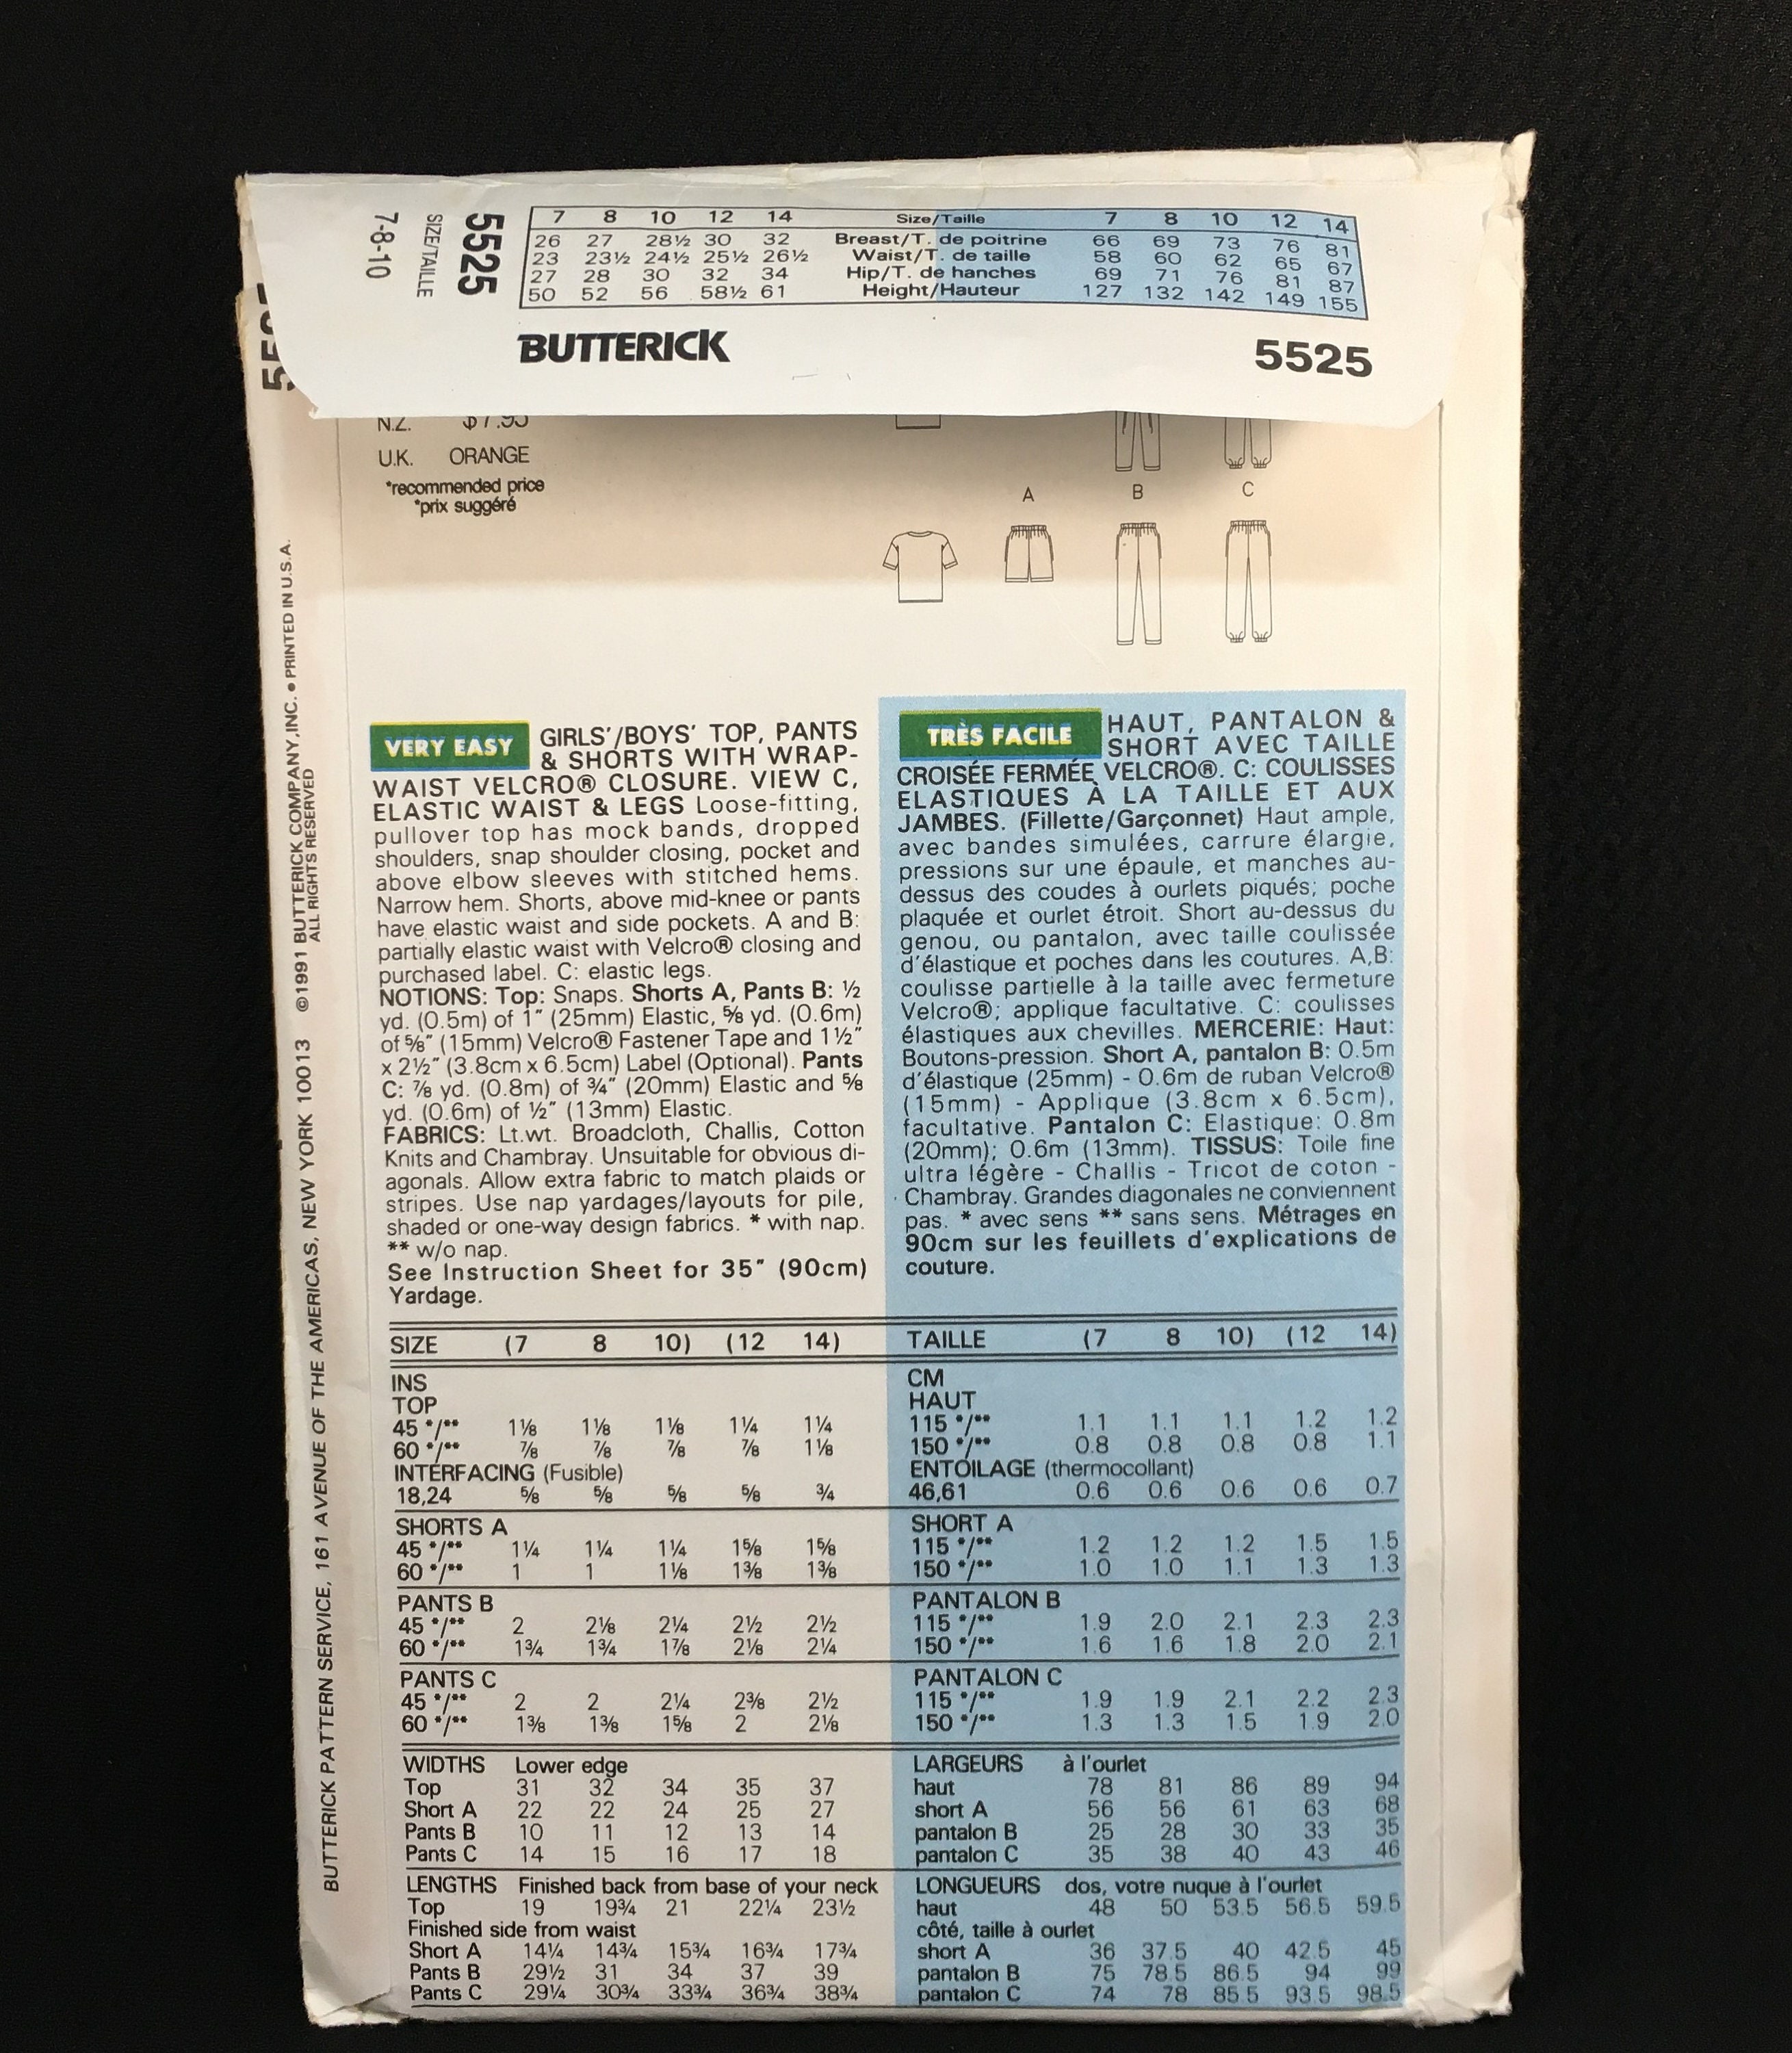 7-8-10
SIZE/TAILLE
5525
7 8 10 12 14 Size/Taille 7 8 10 12 14
26 27 28½ 30 32 Breast/T. de poitrine 66 69 73 76 81
23 23½ 24½ 25½ 26½ Waist/T. de taille 58 60 62 65 67
27 28 30 32 34 Hip/T. de hanches 69 71 76 81 87
50 52 56 58½ 61 Height/Hauteur 127 132 142 149 155
BUTTERICK 5525
N.Z. $7.95
U.K. ORANGE
*recommended price
*prix suggéré
A B C
BUTTERICK PATTERN SERVICE, 161 AVENUE OF THE AMERICAS, NEW YORK 10013 ©1991 BUTTERICK COMPANY, INC. • PRINTED IN U.S.A.
ALL RIGHTS RESERVED
VERY EASY GIRLS'/BOYS' TOP, PANTS
& SHORTS WITH WRAP-
WAIST VELCRO® CLOSURE. VIEW C,
ELASTIC WAIST & LEGS Loose-fitting,
pullover top has mock bands, dropped
shoulders, snap shoulder closing, pocket and
above elbow sleeves with stitched hems.
Narrow hem. Shorts, above mid-knee or pants
have elastic waist and side pockets. A and B:
partially elastic waist with Velcro® closing and
purchased label. C: elastic legs.
NOTIONS: Top: Snaps. Shorts A, Pants B: ½
yd. (0.5m) of 1" (25mm) Elastic, ⅝ yd. (0.6m)
of ⅝" (15mm) Velcro® Fastener Tape and 1½"
x 2½" (3.8cm x 6.5cm) Label (Optional). Pants
C: ⅞ yd. (0.8m) of ¾" (20mm) Elastic and ⅝
yd. (0.6m) of ½" (13mm) Elastic.
FABRICS: Lt.wt. Broadcloth, Challis, Cotton
Knits and Chambray. Unsuitable for obvious di-
agonals. Allow extra fabric to match plaids or
stripes. Use nap yardages/layouts for pile,
shaded or one-way design fabrics. * with nap.
** w/o nap.
See Instruction Sheet for 35" (90cm)
Yardage.
TRÈS FACILE HAUT, PANTALON &
SHORT AVEC TAILLE
CROISÉE FERMÉE VELCRO®. C: COULISSES
ELASTIQUES À LA TAILLE ET AUX
JAMBES. (Fillette/Garçonnet) Haut ample,
avec bandes simulées, carrure élargie,
pressions sur une épaule, et manches au-
dessus des coudes à ourlets piqués; poche
plaquée et ourlet étroit. Short au-dessus du
genou, ou pantalon, avec taille coulissée
d'élastique et poches dans les coutures. A,B:
coulisse partielle à la taille avec fermeture
Velcro®; applique facultative. C: coulisses
élastiques aux chevilles. MERCERIE: Haut:
Boutons-pression. Short A, pantalon B: 0.5m
d'élastique (25mm) - 0.6m de ruban Velcro®
(15mm) - Applique (3.8cm x 6.5cm),
facultative. Pantalon C: Elastique: 0.8m
(20mm); 0.6m (13mm). TISSUS: Toile fine
ultra légère - Challis - Tricot de coton -
Chambray. Grandes diagonales ne conviennent
pas. * avec sens ** sans sens. Métrages en
90cm sur les feuillets d'explications de
couture.
SIZE (7 8 10) (12 14)
INS
TOP
45 */** 1⅛ 1⅛ 1⅛ 1¼ 1¼
60 */** ⅞ ⅞ ⅞ ⅞ 1⅛
INTERFACING (Fusible)
18,24 ⅝ ⅝ ⅝ ⅝ ¾
SHORTS A
45 */** 1¼ 1¼ 1¼ 1⅝ 1⅝
60 */** 1 1 1⅛ 1⅜ 1⅜
PANTS B
45 */** 2 2⅛ 2¼ 2½ 2½
60 */** 1¾ 1¾ 1⅞ 2⅛ 2¼
PANTS C
45 */** 2 2 2¼ 2⅜ 2½
60 */** 1⅜ 1⅜ 1⅝ 2 2⅛
WIDTHS Lower edge
Top 31 32 34 35 37
Short A 22 22 24 25 27
Pants B 10 11 12 13 14
Pants C 14 15 16 17 18
LENGTHS Finished back from base of your neck
Top 19 19¾ 21 22¼ 23½
Finished side from waist
Short A 14¼ 14¾ 15¾ 16¾ 17¾
Pants B 29½ 31 34 37 39
Pants C 29¼ 30¾ 33¾ 36¾ 38¾
TAILLE (7 8 10) (12 14)
CM
HAUT
115 */** 1.1 1.1 1.1 1.2 1.2
150 */** 0.8 0.8 0.8 0.8 1.1
ENTOILAGE (thermocollant)
46,61 0.6 0.6 0.6 0.6 0.7
SHORT A
115 */** 1.2 1.2 1.2 1.5 1.5
150 */** 1.0 1.0 1.1 1.3 1.3
PANTALON B
115 */** 1.9 2.0 2.1 2.3 2.3
150 */** 1.6 1.6 1.8 2.0 2.1
PANTALON C
115 */** 1.9 1.9 2.1 2.2 2.3
150 */** 1.3 1.3 1.5 1.9 2.0
LARGEURS à l'ourlet
haut 78 81 86 89 94
short A 56 56 61 63 68
pantalon B 25 28 30 33 35
pantalon C 35 38 40 43 46
LONGUEURS dos, votre nuque à l'ourlet
haut 48 50 53.5 56.5 59.5
côté, taille à ourlet
short A 36 37.5 40 42.5 45
pantalon B 75 78.5 86.5 94 99
pantalon C 74 78 85.5 93.5 98.5